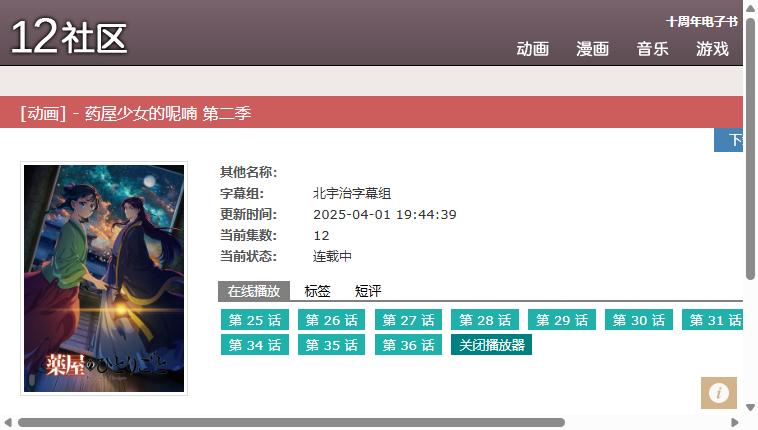 十周年电子书
12社区
动画 漫画 音乐 游戏
[动画] - 药屋少女的呢喃 第二季
其他名称:
字幕组: 北宇治字幕组
更新时间: 2025-04-01 19:44:39
当前集数: 12
当前状态: 连载中
在线播放 标签 短评
第 25 话 第 26 话 第 27 话 第 28 话 第 29 话 第 30 话 第 31 话
第 34 话 第 35 话 第 36 话 关闭播放器
薬屋のひとりごと